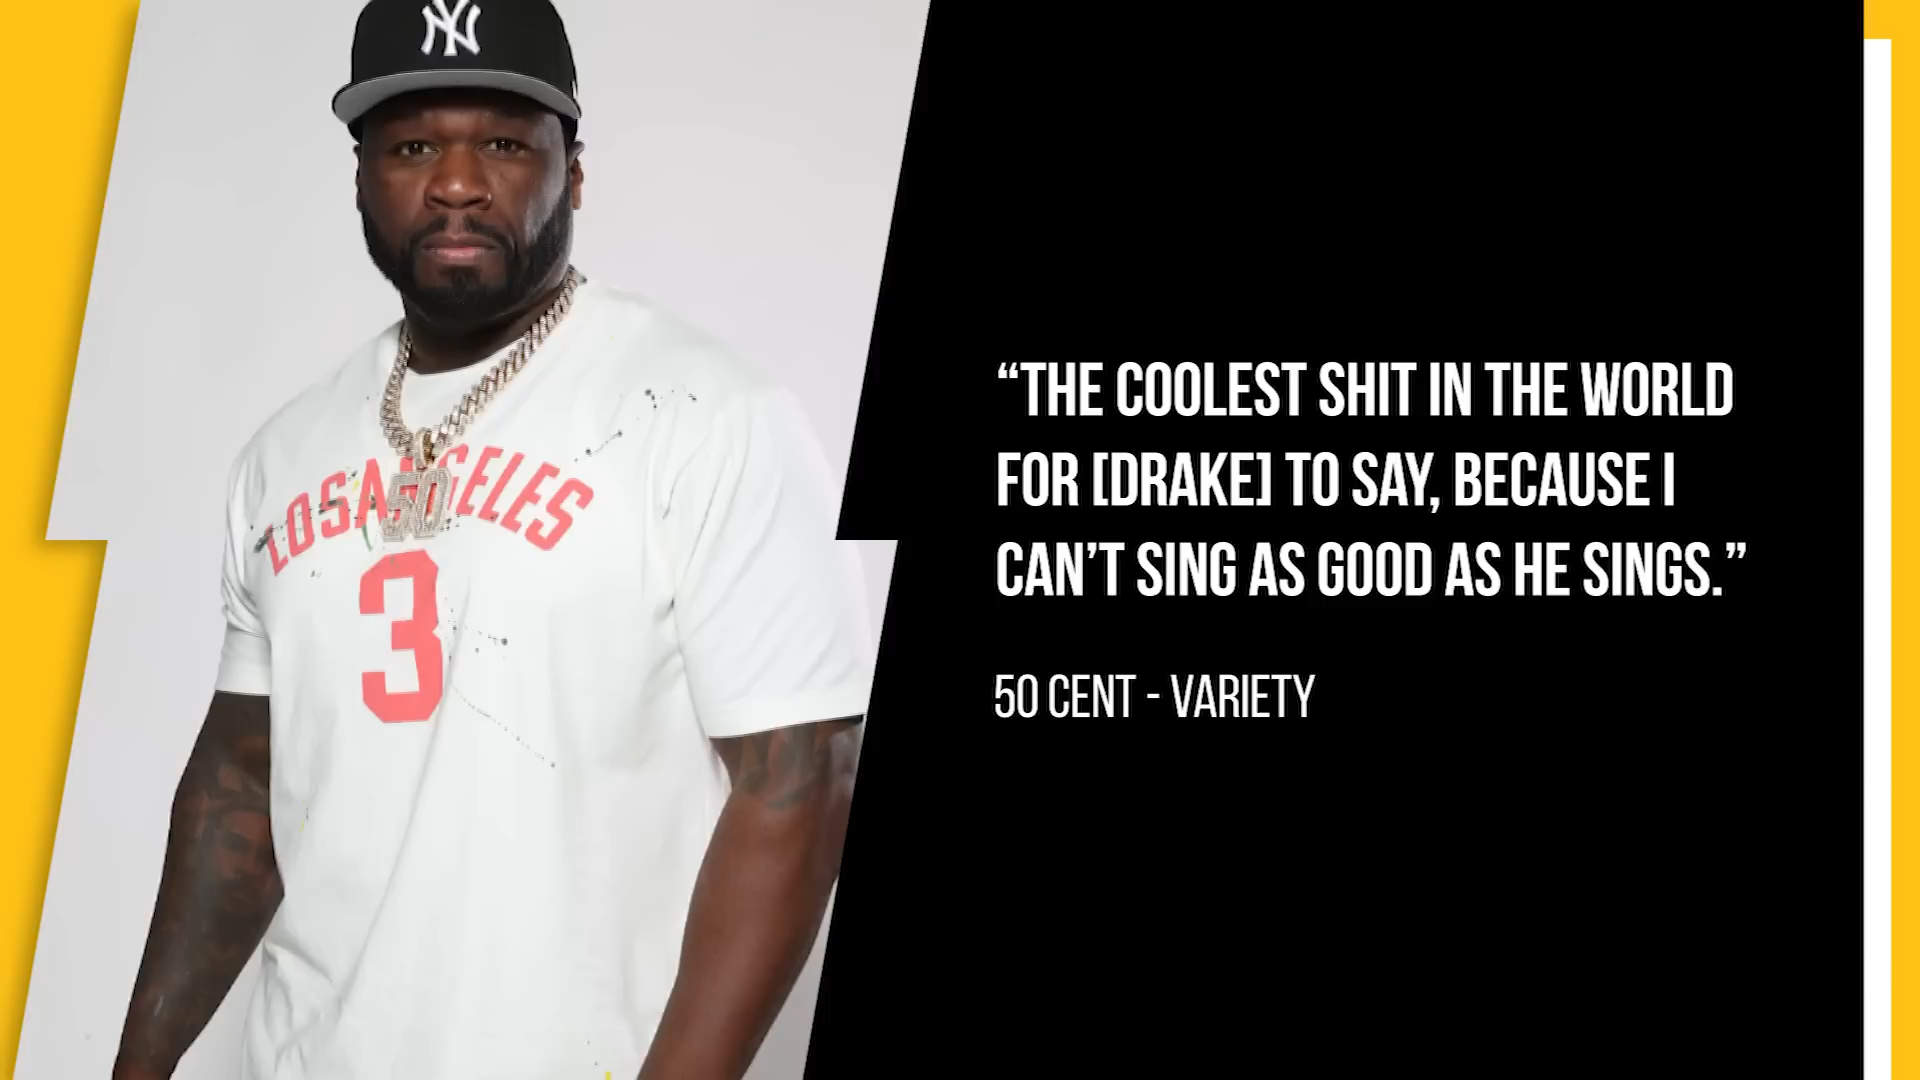 NY
LOS ANGELES
50
3
“THE COOLEST SHIT IN THE WORLD
FOR [DRAKE] TO SAY, BECAUSE I
CAN’T SING AS GOOD AS HE SINGS.”
50 CENT - VARIETY